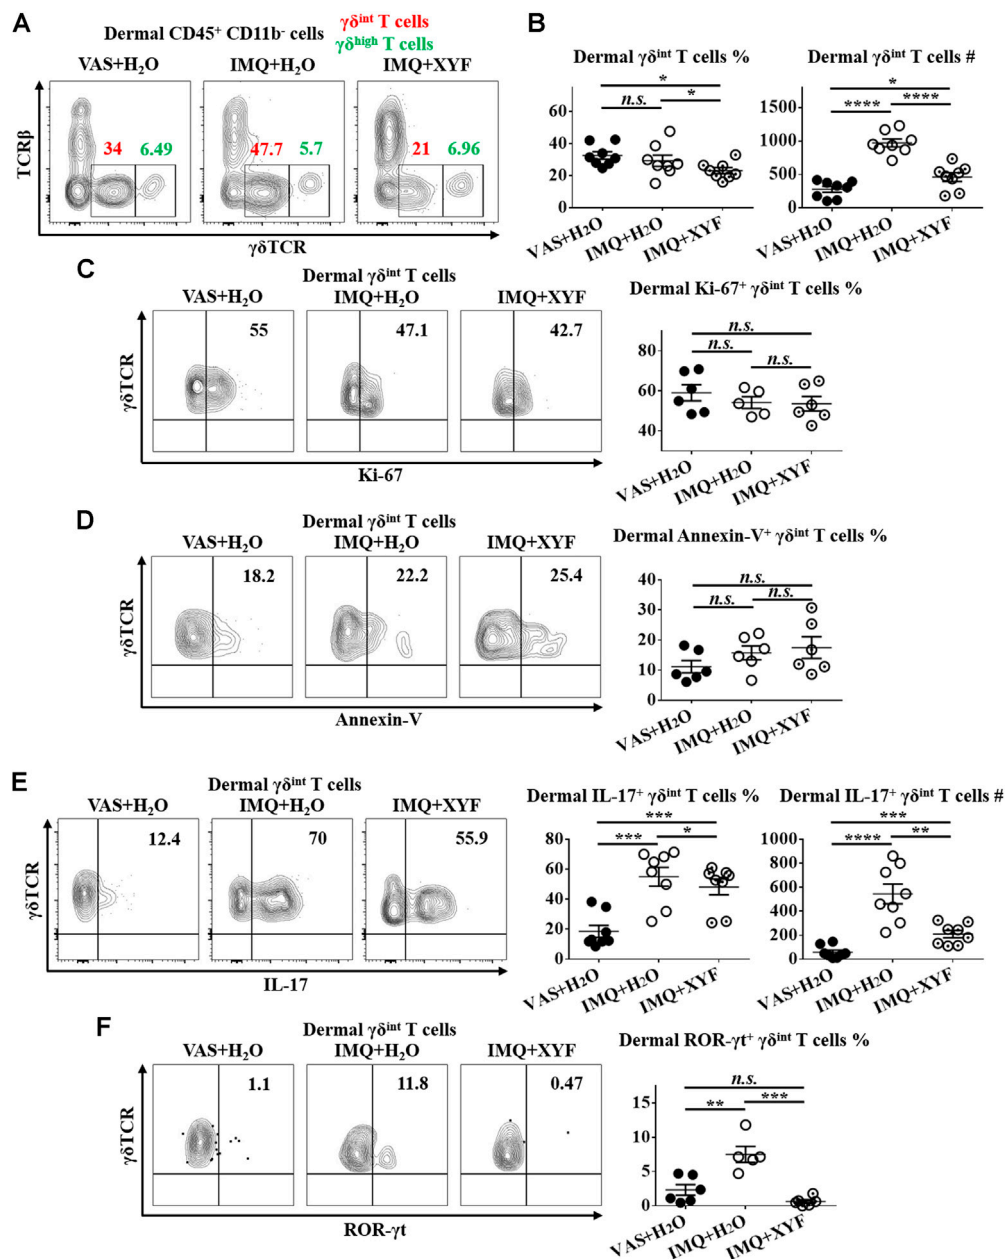 A
Dermal CD45⁺ CD11b⁻ cells
γδⁱⁿᵗ T cells
γδʰⁱᵍʰ T cells
VAS+H₂O IMQ+H₂O IMQ+XYF
34 6.49 47.7 5.7 21 6.96
TCRβ
γδTCR
B
Dermal γδⁱⁿᵗ T cells %
*
n.s. *
60
40
20
0
VAS+H₂O IMQ+H₂O IMQ+XYF
Dermal γδⁱⁿᵗ T cells #
*
**** ****
1500
1000
500
0
VAS+H₂O IMQ+H₂O IMQ+XYF
C
Dermal γδⁱⁿᵗ T cells
VAS+H₂O IMQ+H₂O IMQ+XYF
55 47.1 42.7
γδTCR
Ki-67
Dermal Ki-67⁺ γδⁱⁿᵗ T cells %
n.s.
n.s. n.s.
80
60
40
VAS+H₂O IMQ+H₂O IMQ+XYF
D
Dermal γδⁱⁿᵗ T cells
VAS+H₂O IMQ+H₂O IMQ+XYF
18.2 22.2 25.4
γδTCR
Annexin-V
Dermal Annexin-V⁺ γδⁱⁿᵗ T cells %
n.s.
n.s. n.s.
40
30
20
10
0
VAS+H₂O IMQ+H₂O IMQ+XYF
E
Dermal γδⁱⁿᵗ T cells
VAS+H₂O IMQ+H₂O IMQ+XYF
12.4 70 55.9
γδTCR
IL-17
Dermal IL-17⁺ γδⁱⁿᵗ T cells %
***
*** *
80
60
40
20
0
VAS+H₂O IMQ+H₂O IMQ+XYF
Dermal IL-17⁺ γδⁱⁿᵗ T cells #
***
**** **
1000
800
600
400
200
0
VAS+H₂O IMQ+H₂O IMQ+XYF
F
Dermal γδⁱⁿᵗ T cells
VAS+H₂O IMQ+H₂O IMQ+XYF
1.1 11.8 0.47
γδTCR
ROR-γt
Dermal ROR-γt⁺ γδⁱⁿᵗ T cells %
n.s.
** ***
15
10
5
0
VAS+H₂O IMQ+H₂O IMQ+XYF